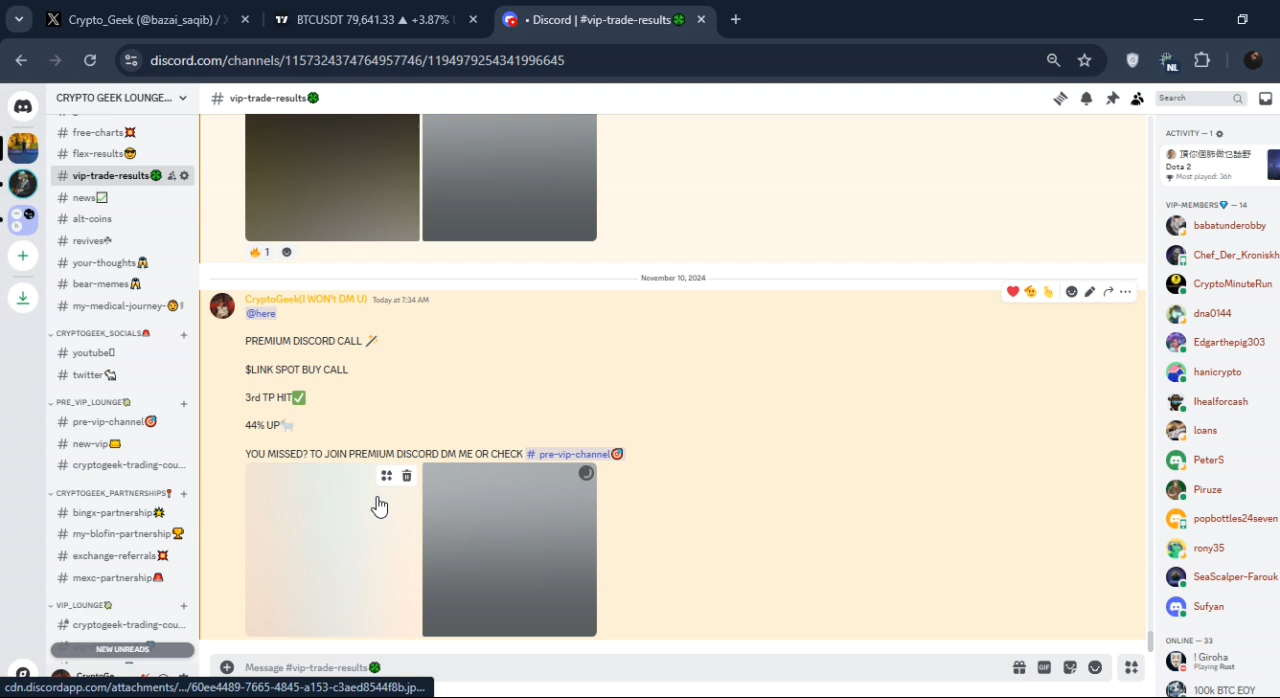 Crypto_Geek (@bazai_saqib) / X
BTCUSDT 79,641.33 ▲ +3.87%
• Discord | #vip-trade-results🍀
discord.com/channels/1157324374764957746/1194979254341996645
NL
CRYPTO GEEK LOUNGE...
# vip-trade-results🍀
Search
# free-charts💥
# flex-results😎
# vip-trade-results🍀
# news
# alt-coins
# revives
# your-thoughts
# bear-memes
# my-medical-journey-
CRYPTOGEEK_SOCIALS
# youtube
# twitter
PRE_VIP_LOUNGE
# pre-vip-channel🎯
# new-vip
# cryptogeek-trading-cou...
CRYPTOGEEK_PARTNERSHIPS
# bingx-partnership
# my-blofin-partnership🏆
# exchange-referrals💥
# mexc-partnership
VIP_LOUNGE
# cryptogeek-trading-cou...
NEW UNREADS
🔥 1
November 10, 2024
CryptoGeek(I WON't DM U) Today at 7:34 AM
@here
PREMIUM DISCORD CALL
$LINK SPOT BUY CALL
3rd TP HIT✅
44% UP🐐
YOU MISSED? TO JOIN PREMIUM DISCORD DM ME OR CHECK # pre-vip-channel🎯
Message #vip-trade-results🍀
GIF
ACTIVITY — 1
Dota 2
Most played: 36h
VIP-MEMBERS💎 — 14
babatunderobby
Chef_Der_Kroniskh
CryptoMinuteRun
dna0144
Edgarthepig303
hanicrypto
Ihealforcash
loans
PeterS
Piruze
popbottles24seven
rony35
SeaScalper-Farouk
Sufyan
ONLINE — 33
! Giroha
Playing Rust
100k BTC EOY
cdn.discordapp.com/attachments/.../60ee4489-7665-4845-a153-c3aed8544f8b.jp...